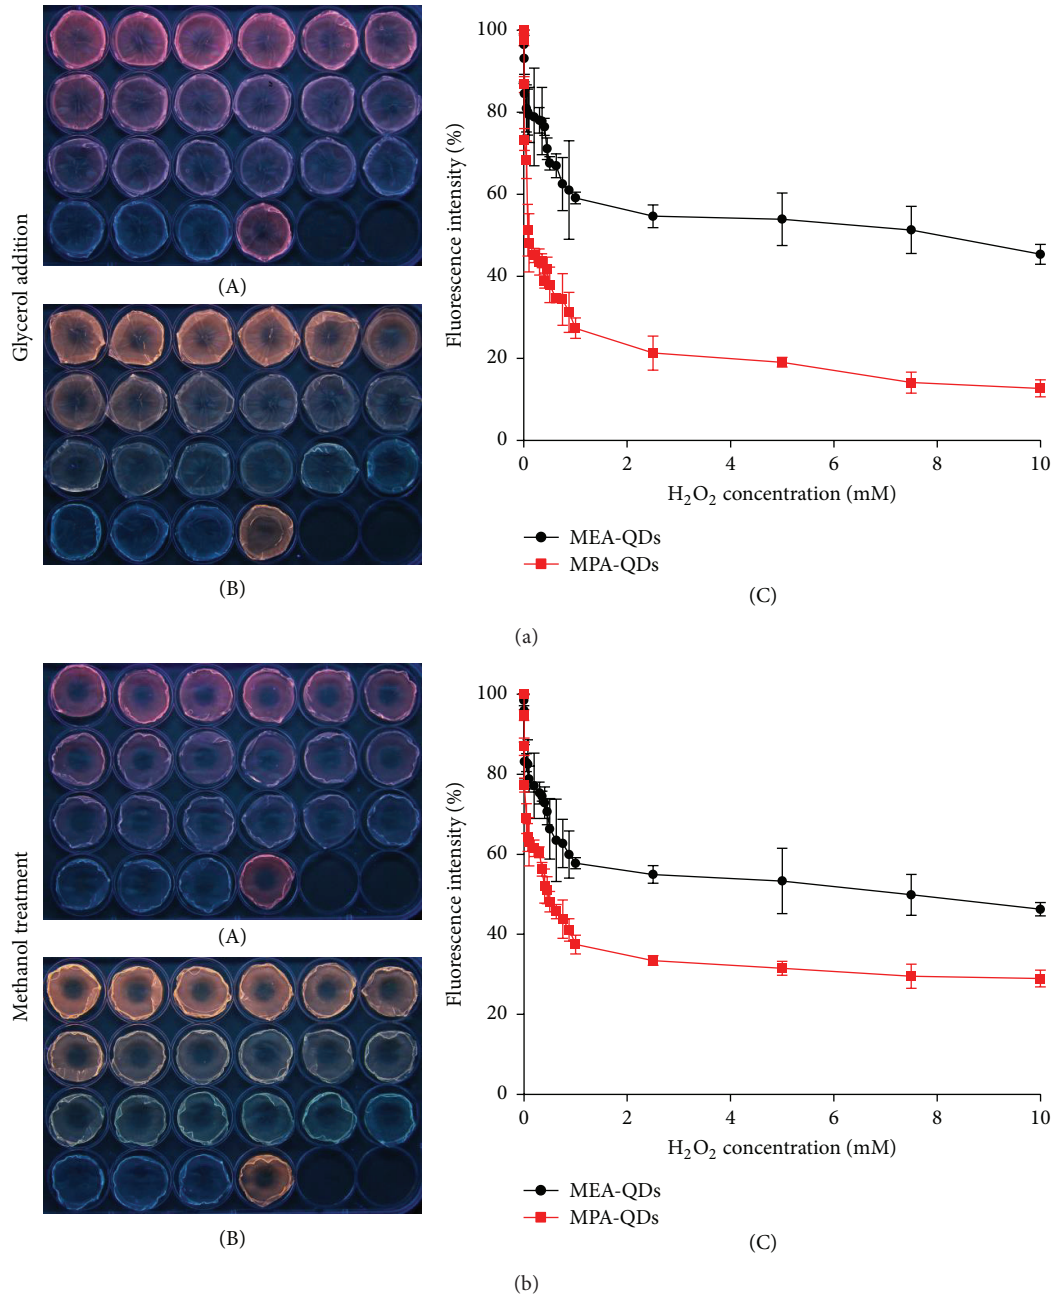 Glycerol addition
(A)
(B)
Fluorescence intensity (%)
100
80
60
40
20
0
0 2 4 6 8 10
H₂O₂ concentration (mM)
MEA-QDs
MPA-QDs
(C)
(a)
Methanol treatment
(A)
(B)
Fluorescence intensity (%)
100
80
60
40
20
0
0 2 4 6 8 10
H₂O₂ concentration (mM)
MEA-QDs
MPA-QDs
(C)
(b)